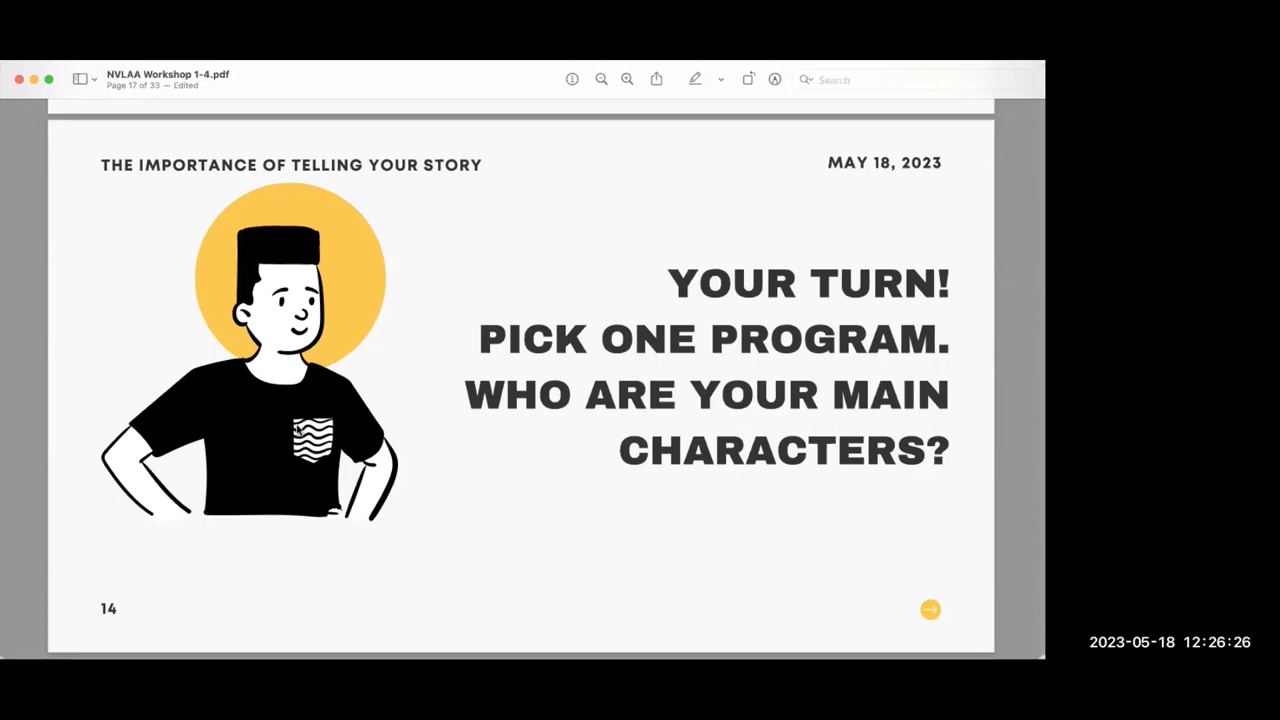 NVLAA Workshop 1-4.pdf
Page 17 of 33 — Edited
Search
THE IMPORTANCE OF TELLING YOUR STORY
MAY 18, 2023
YOUR TURN!
PICK ONE PROGRAM.
WHO ARE YOUR MAIN
CHARACTERS?
14
2023-05-18 12:26:26